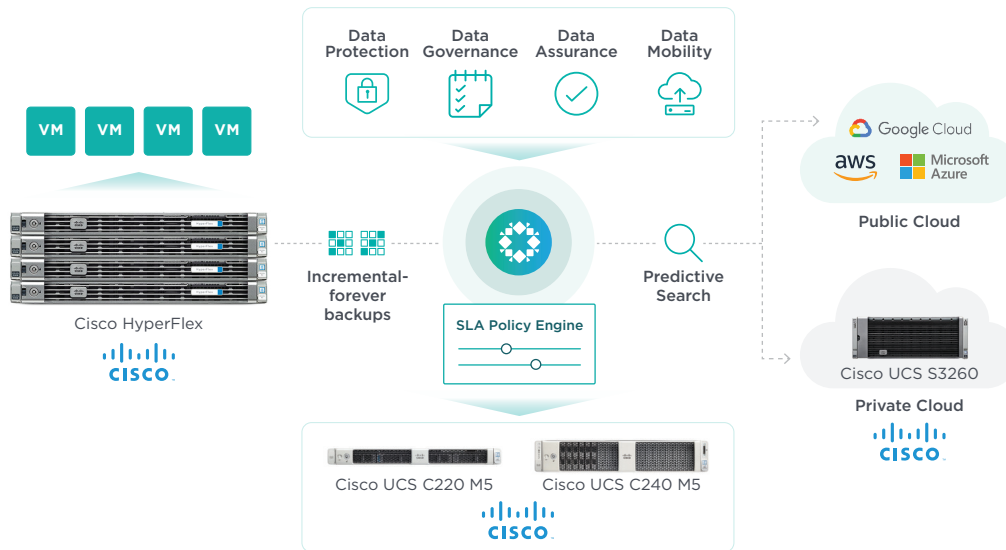 Data
Protection
Data
Governance
Data
Assurance
Data
Mobility
VM
VM
VM
VM
Cisco HyperFlex
CISCO
Incremental-
forever
backups
SLA Policy Engine
Predictive
Search
Google Cloud
aws
Microsoft
Azure
Public Cloud
Cisco UCS S3260
Private Cloud
CISCO
Cisco UCS C220 M5
Cisco UCS C240 M5
CISCO